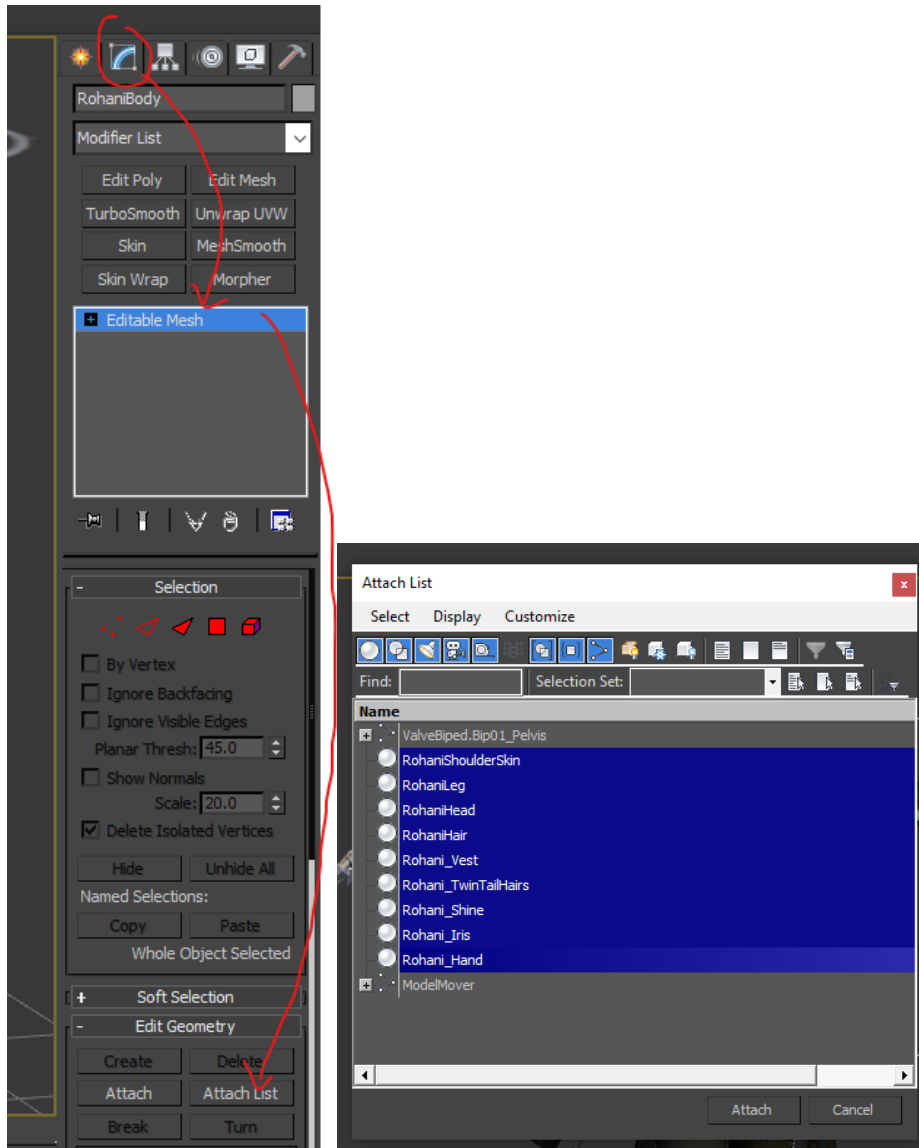 RohaniBody
Modifier List
Edit Poly Edit Mesh
TurboSmooth Unwrap UVW
Skin MeshSmooth
Skin Wrap Morpher
+ Editable Mesh
- Selection
By Vertex
Ignore Backfacing
Ignore Visible Edges
Planar Thresh: 45.0
Show Normals
Scale: 20.0
Delete Isolated Vertices
Hide Unhide All
Named Selections:
Copy Paste
Whole Object Selected
+ Soft Selection
- Edit Geometry
Create Delete
Attach Attach List
Break Turn
Attach List x
Select Display Customize
Find: Selection Set:
Name
ValveBiped.Bip01_Pelvis
RohaniShoulderSkin
RohaniLeg
RohaniHead
RohaniHair
Rohani_Vest
Rohani_TwinTailHairs
Rohani_Shine
Rohani_Iris
Rohani_Hand
ModelMover
Attach Cancel